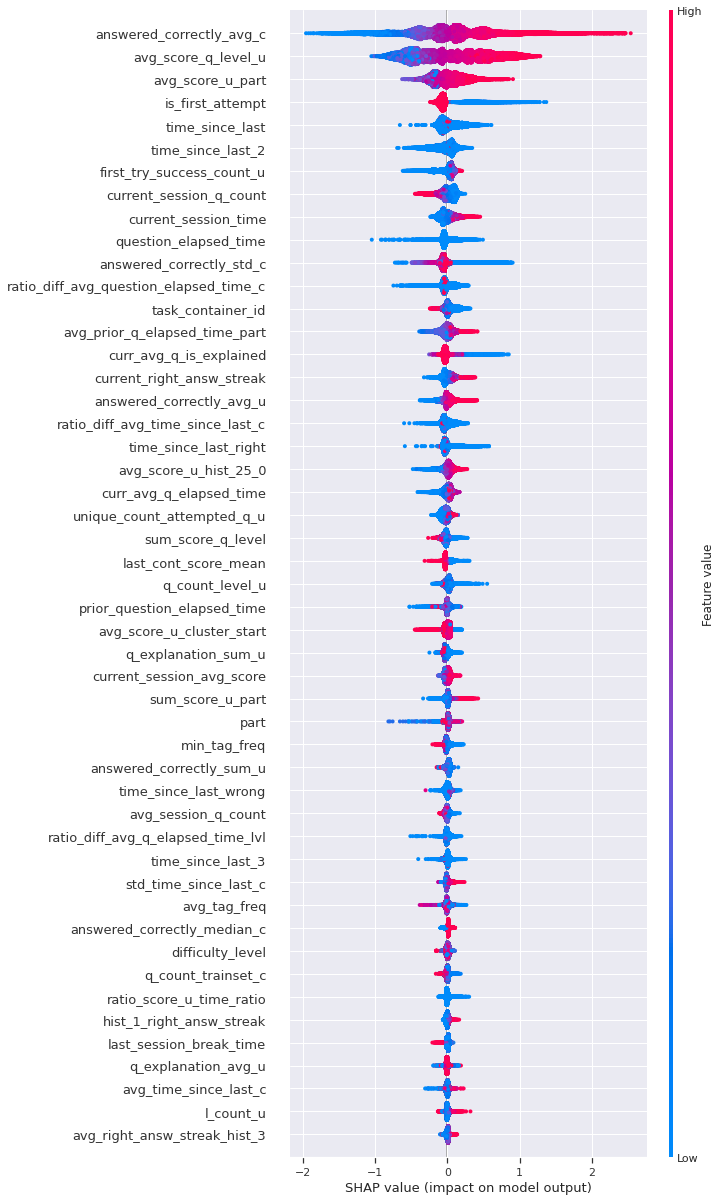 High
answered_correctly_avg_c
avg_score_q_level_u
avg_score_u_part
is_first_attempt
time_since_last
time_since_last_2
first_try_success_count_u
current_session_q_count
current_session_time
question_elapsed_time
answered_correctly_std_c
ratio_diff_avg_question_elapsed_time_c
task_container_id
avg_prior_q_elapsed_time_part
curr_avg_q_is_explained
current_right_answ_streak
answered_correctly_avg_u
ratio_diff_avg_time_since_last_c
time_since_last_right
avg_score_u_hist_25_0
curr_avg_q_elapsed_time
unique_count_attempted_q_u
sum_score_q_level
last_cont_score_mean
q_count_level_u
prior_question_elapsed_time
avg_score_u_cluster_start
q_explanation_sum_u
current_session_avg_score
sum_score_u_part
part
min_tag_freq
answered_correctly_sum_u
time_since_last_wrong
avg_session_q_count
ratio_diff_avg_q_elapsed_time_lvl
time_since_last_3
std_time_since_last_c
avg_tag_freq
answered_correctly_median_c
difficulty_level
q_count_trainset_c
ratio_score_u_time_ratio
hist_1_right_answ_streak
last_session_break_time
q_explanation_avg_u
avg_time_since_last_c
l_count_u
avg_right_answ_streak_hist_3
Feature value
Low
−2 −1 0 1 2
SHAP value (impact on model output)